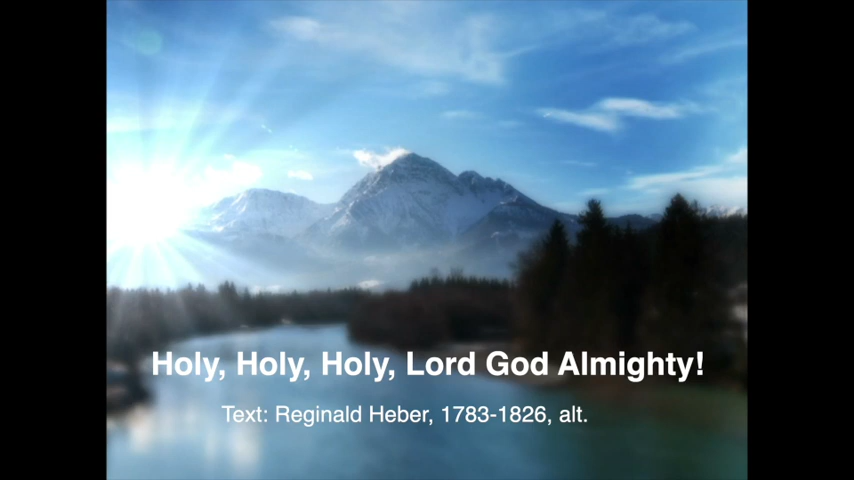 Holy, Holy, Holy, Lord God Almighty!
Text: Reginald Heber, 1783-1826, alt.